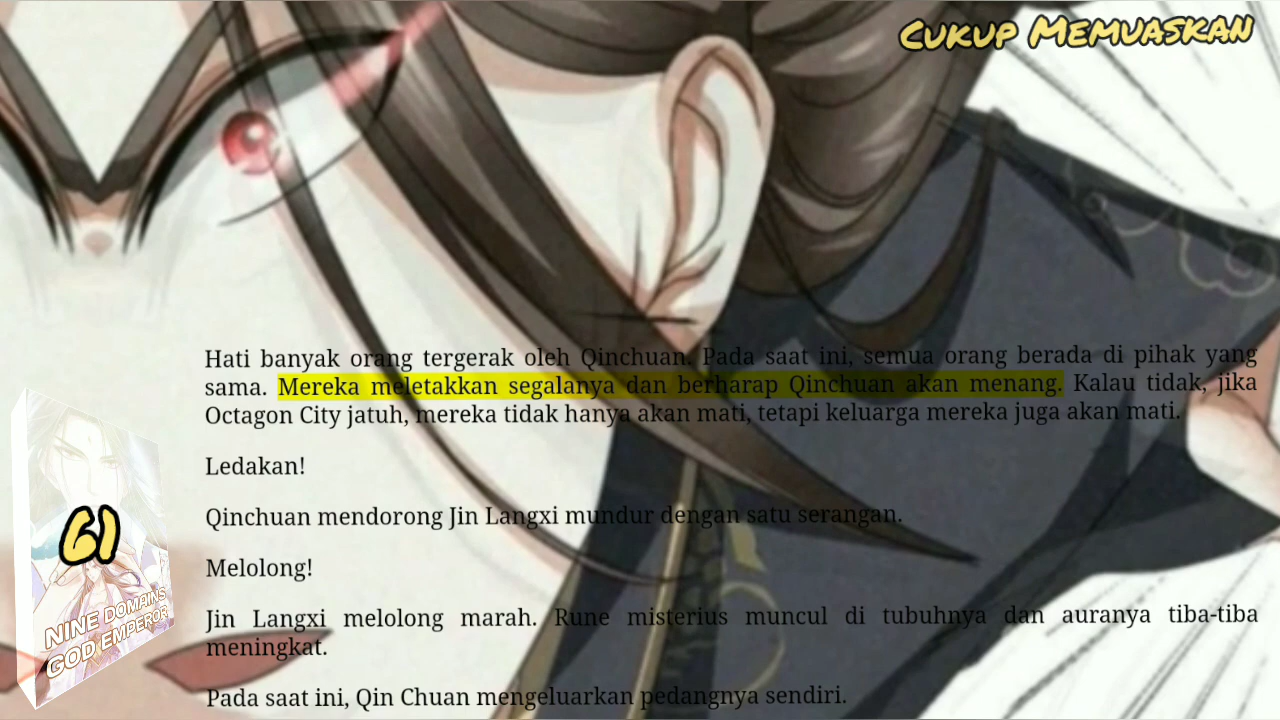 Cukup Memuaskan
Hati banyak orang tergerak oleh Qinchuan. Pada saat ini, semua orang berada di pihak yang
sama. Mereka meletakkan segalanya dan berharap Qinchuan akan menang. Kalau tidak, jika
Octagon City jatuh, mereka tidak hanya akan mati, tetapi keluarga mereka juga akan mati.
Ledakan!
Qinchuan mendorong Jin Langxi mundur dengan satu serangan.
Melolong!
Jin Langxi melolong marah. Rune misterius muncul di tubuhnya dan auranya tiba-tiba
meningkat.
Pada saat ini, Qin Chuan mengeluarkan pedangnya sendiri.
61
NINE DOMAINS
GOD EMPEROR